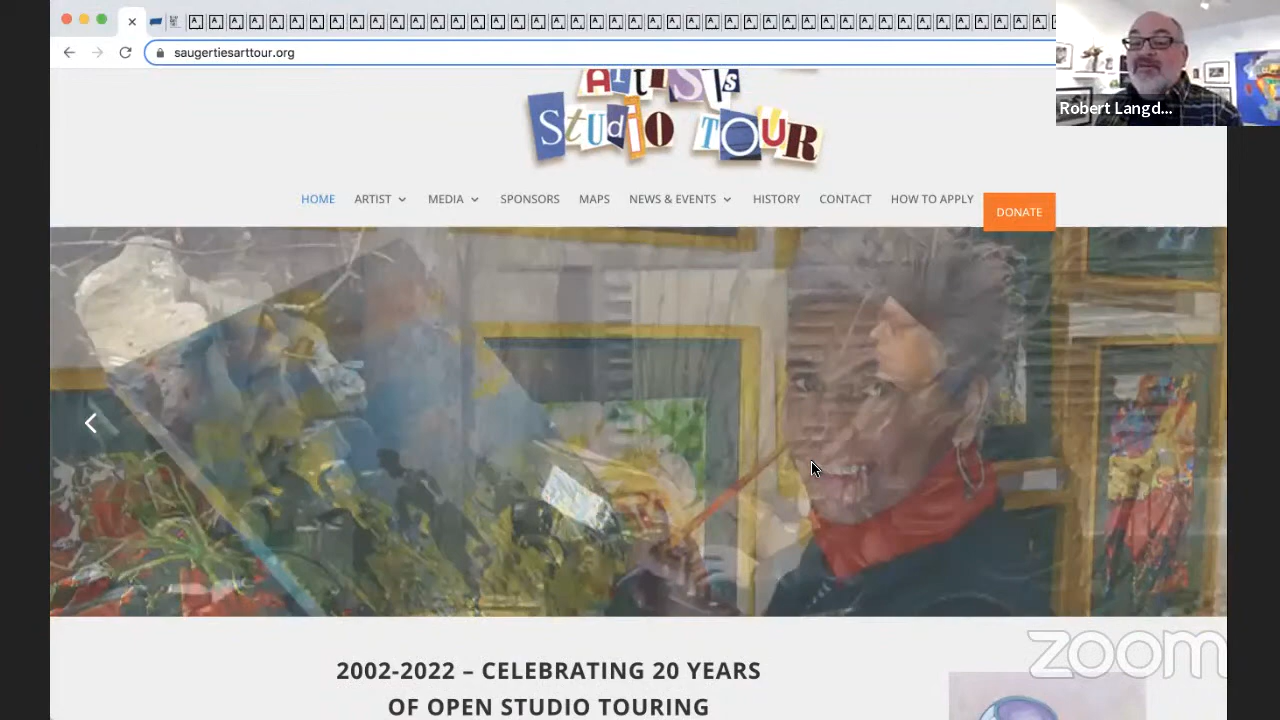 saugertiesarttour.org
Robert Langd...
Artists
Studio Tour
HOME ARTIST MEDIA SPONSORS MAPS NEWS & EVENTS HISTORY CONTACT HOW TO APPLY DONATE
2002-2022 – CELEBRATING 20 YEARS
OF OPEN STUDIO TOURING
zoom